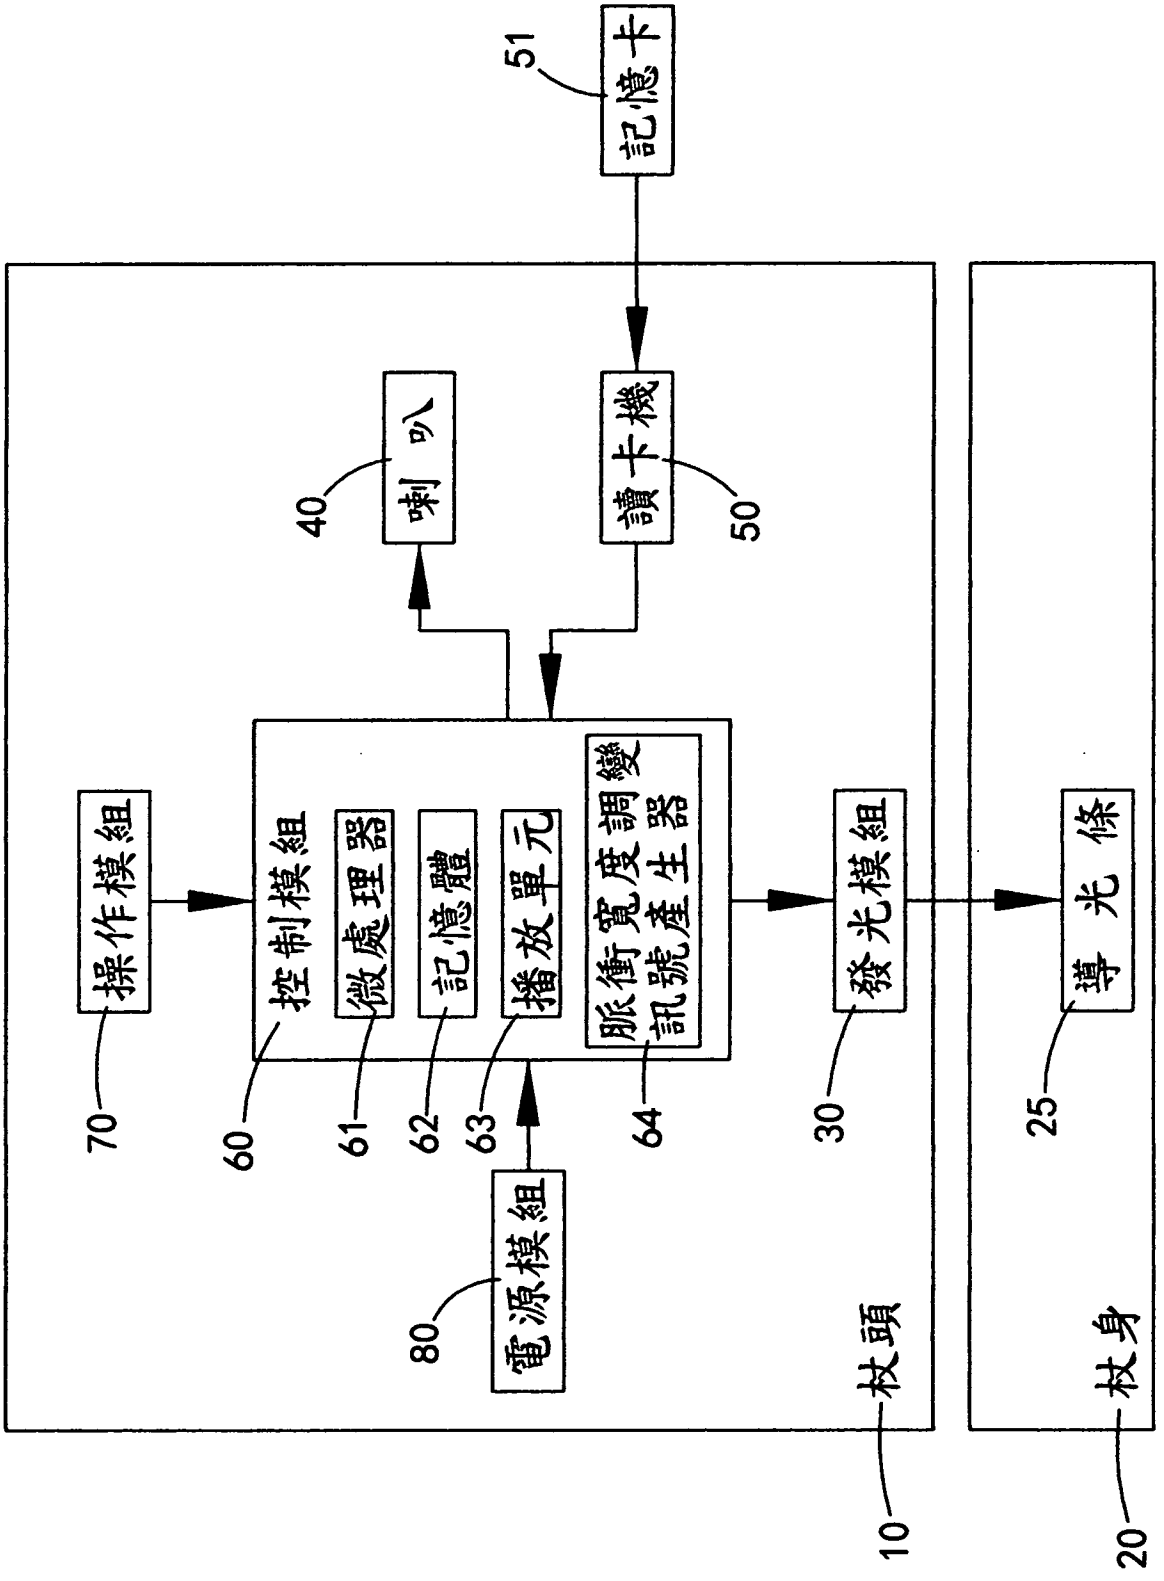 70
操作模組
60
控制模組
61
微處理器
62
記憶體
63
播放單元
64
脈衝寬度調變
訊號產生器
80
電源模組
40
喇叭
51
記憶卡
50
讀卡機
30
發光模組
10
杖頭
25
導光條
20
杖身